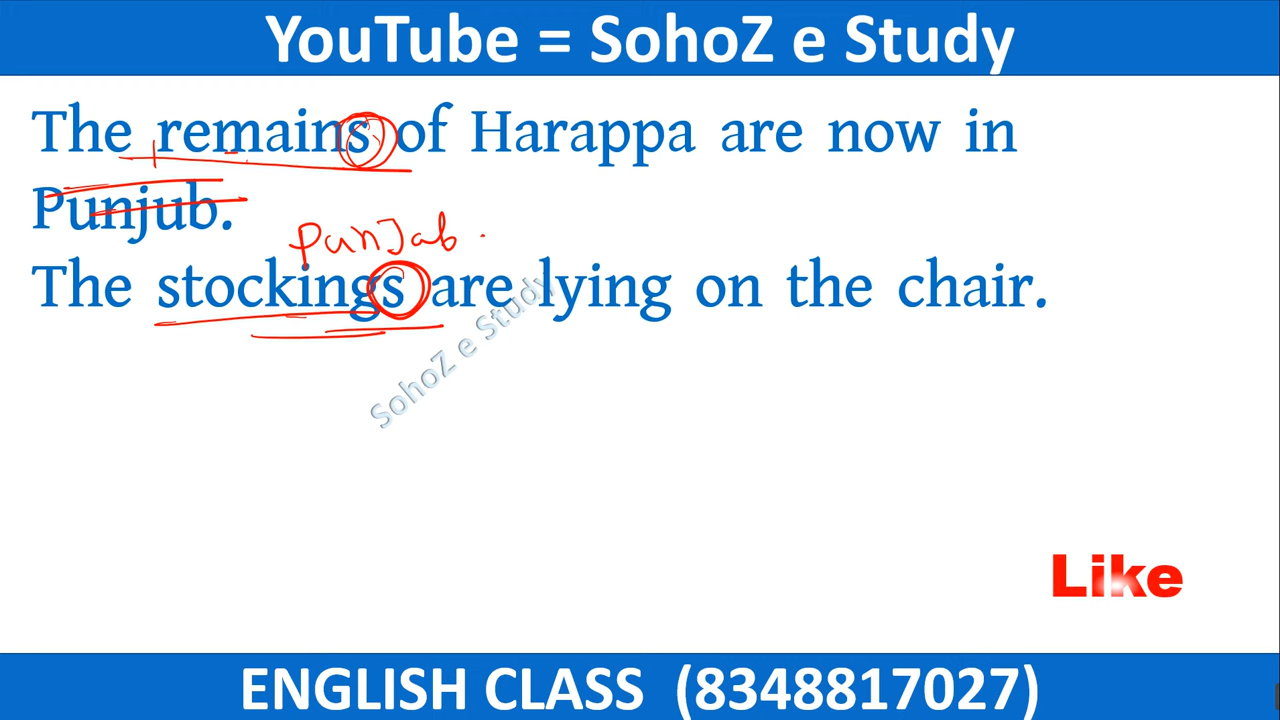 YouTube = SohoZ e Study
The remains of Harappa are now in
Punjub.
Punjab.
The stockings are lying on the chair.
SohoZ e Study
Like
ENGLISH CLASS (8348817027)